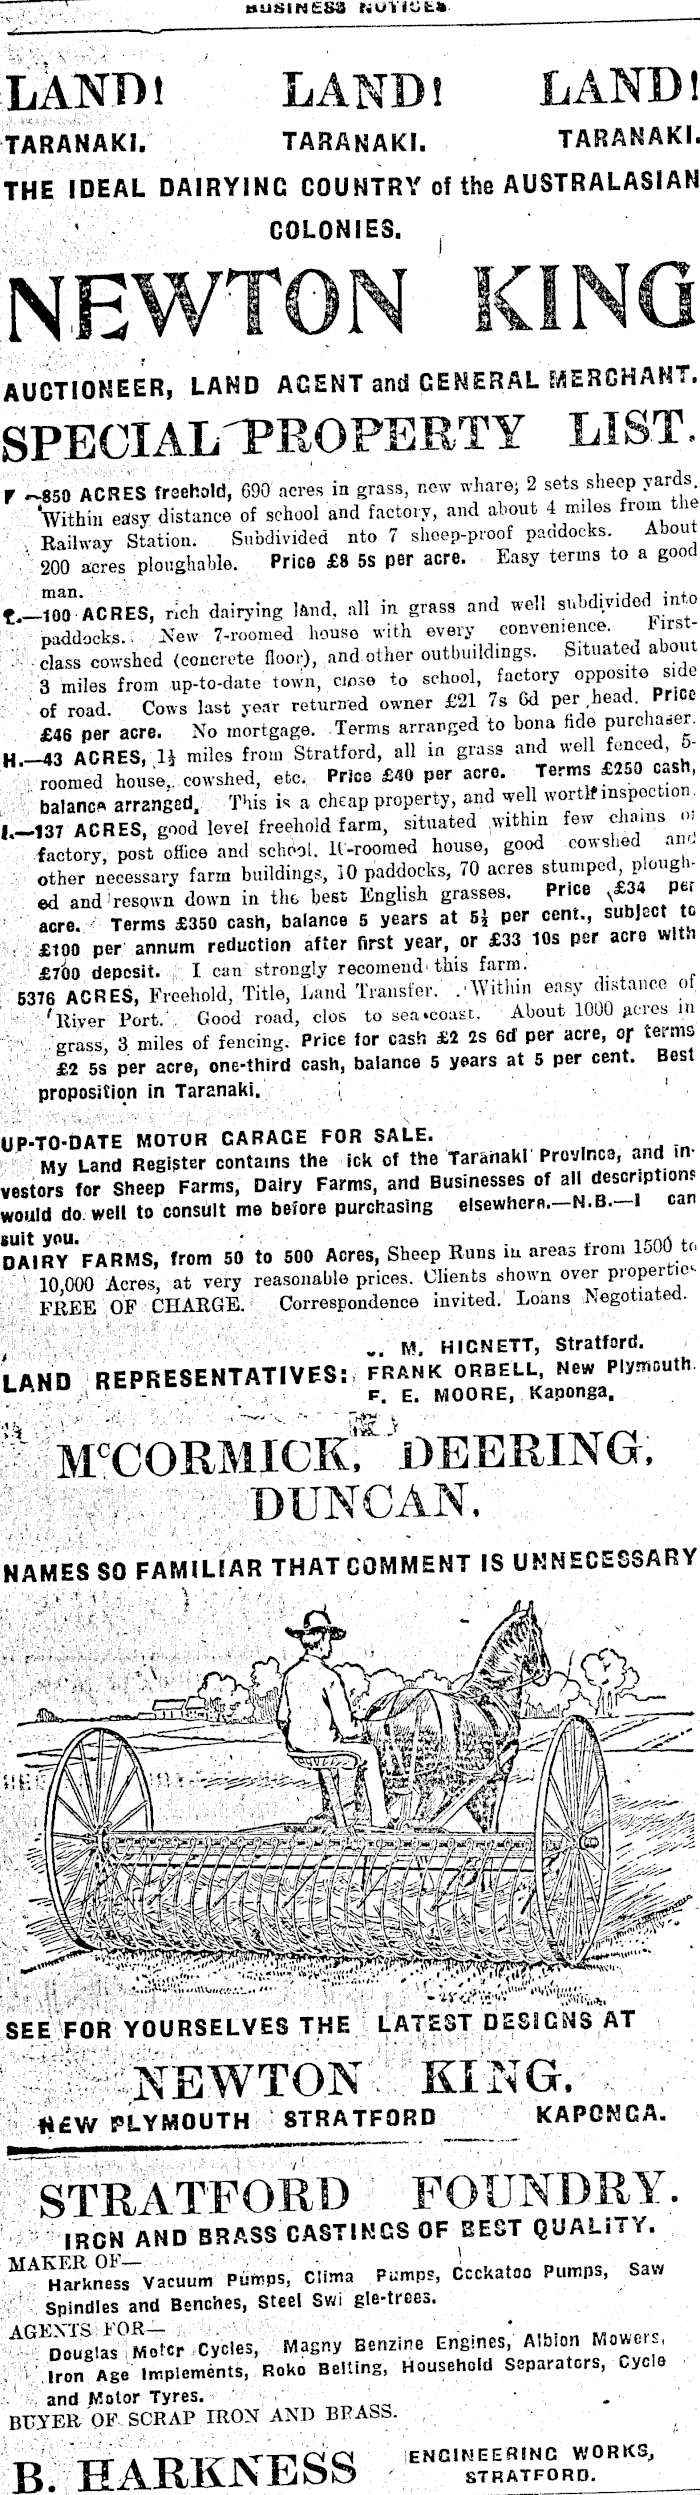 BUSINESS NOTICES.
LAND! LAND! LAND!
TARANAKI. TARANAKI. TARANAKI.
THE IDEAL DAIRYING COUNTRY of the AUSTRALASIAN
COLONIES.
NEWTON KING
AUCTIONEER, LAND AGENT and GENERAL MERCHANT.
SPECIAL PROPERTY LIST.
—850 ACRES freehold, 690 acres in grass, new whare; 2 sets sheep yards.
Within easy distance of school and factory, and about 4 miles from the
Railway Station. Subdivided nto 7 sheep-proof paddocks. About
200 acres ploughable. Price £8 5s per acre. Easy terms to a good
man.
—100 ACRES, rich dairying land, all in grass and well subdivided into
paddocks. New 7-roomed house with every convenience. First-
class cowshed (concrete floor), and other outbuildings. Situated about
3 miles from up-to-date town, close to school, factory opposite side
of road. Cows last year returned owner £21 7s 6d per head. Price
£46 per acre. No mortgage. Terms arranged to bona fide purchaser.
H.—43 ACRES, 1½ miles from Stratford, all in grass and well fenced, 5-
roomed house, cowshed, etc. Price £40 per acre. Terms £250 cash,
balance arranged. This is a cheap property, and well worth inspection.
I.—137 ACRES, good level freehold farm, situated within few chains of
factory, post office and school. 10-roomed house, good cowshed and
other necessary farm buildings, 10 paddocks, 70 acres stumped, plough-
ed and resown down in the best English grasses. Price £34 per
acre. Terms £350 cash, balance 5 years at 5½ per cent., subject to
£100 per annum reduction after first year, or £33 10s per acre with
£700 deposit. I can strongly recomend this farm.
5376 ACRES, Freehold, Title, Land Transfer. Within easy distance of
River Port. Good road, clos to sea coast. About 1000 acres in
grass, 3 miles of fencing. Price for cash £2 2s 6d per acre, or terms
£2 5s per acre, one-third cash, balance 5 years at 5 per cent. Best
proposition in Taranaki.
UP-TO-DATE MOTOR GARAGE FOR SALE.
My Land Register contains the ick of the Taranaki Province, and in-
vestors for Sheep Farms, Dairy Farms, and Businesses of all descriptions
would do well to consult me before purchasing elsewhere.—N.B.—I can
suit you.
DAIRY FARMS, from 50 to 500 Acres, Sheep Runs in areas from 1500 to
10,000 Acres, at very reasonable prices. Clients shown over properties
FREE OF CHARGE. Correspondence invited. Loans Negotiated.
M. HIGNETT, Stratford.
LAND REPRESENTATIVES: FRANK ORBELL, New Plymouth.
F. E. MOORE, Kaponga.
McCORMICK, DEERING,
DUNCAN.
NAMES SO FAMILIAR THAT COMMENT IS UNNECESSARY
SEE FOR YOURSELVES THE LATEST DESIGNS AT
NEWTON KING.
NEW PLYMOUTH STRATFORD KAPONGA.
STRATFORD FOUNDRY.
IRON AND BRASS CASTINGS OF BEST QUALITY.
MAKER OF—
Harkness Vacuum Pumps, Clima Pumps, Cockatoo Pumps, Saw
Spindles and Benches, Steel Swi gle-trees.
AGENTS FOR—
Douglas Motor Cycles, Magny Benzine Engines, Albion Mowers,
Iron Age Implements, Roko Belting, Household Separators, Cycle
and Motor Tyres.
BUYER OF SCRAP IRON AND BRASS.
B. HARKNESS ENGINEERING WORKS,
STRATFORD.